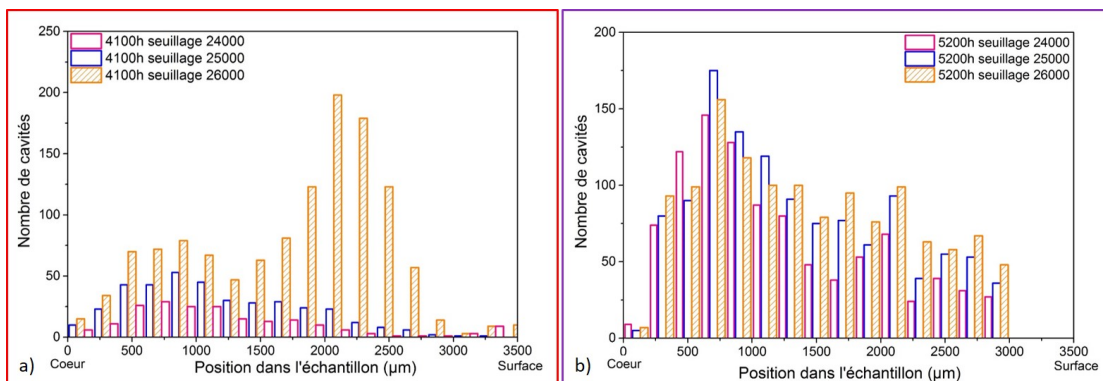 250
200
150
100
50
0
Nombre de cavités
4100h seuillage 24000
4100h seuillage 25000
4100h seuillage 26000
0 500 1000 1500 2000 2500 3000 3500
a) Coeur Position dans l'échantillon (µm) Surface
200
150
100
50
0
Nombre de cavités
5200h seuillage 24000
5200h seuillage 25000
5200h seuillage 26000
0 500 1000 1500 2000 2500 3000 3500
b) Coeur Position dans l'échantillon (µm) Surface